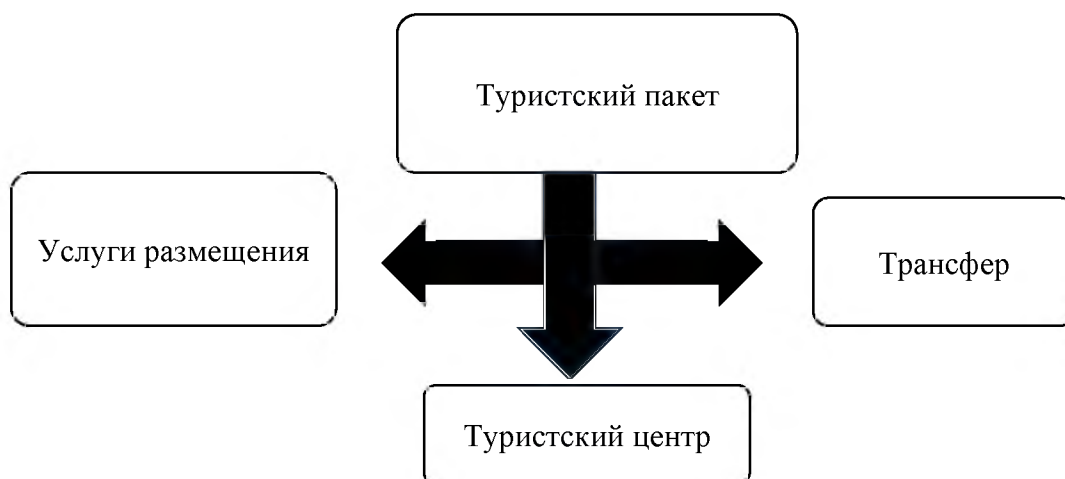 Туристский пакет
Услуги размещения
Трансфер
Туристский центр